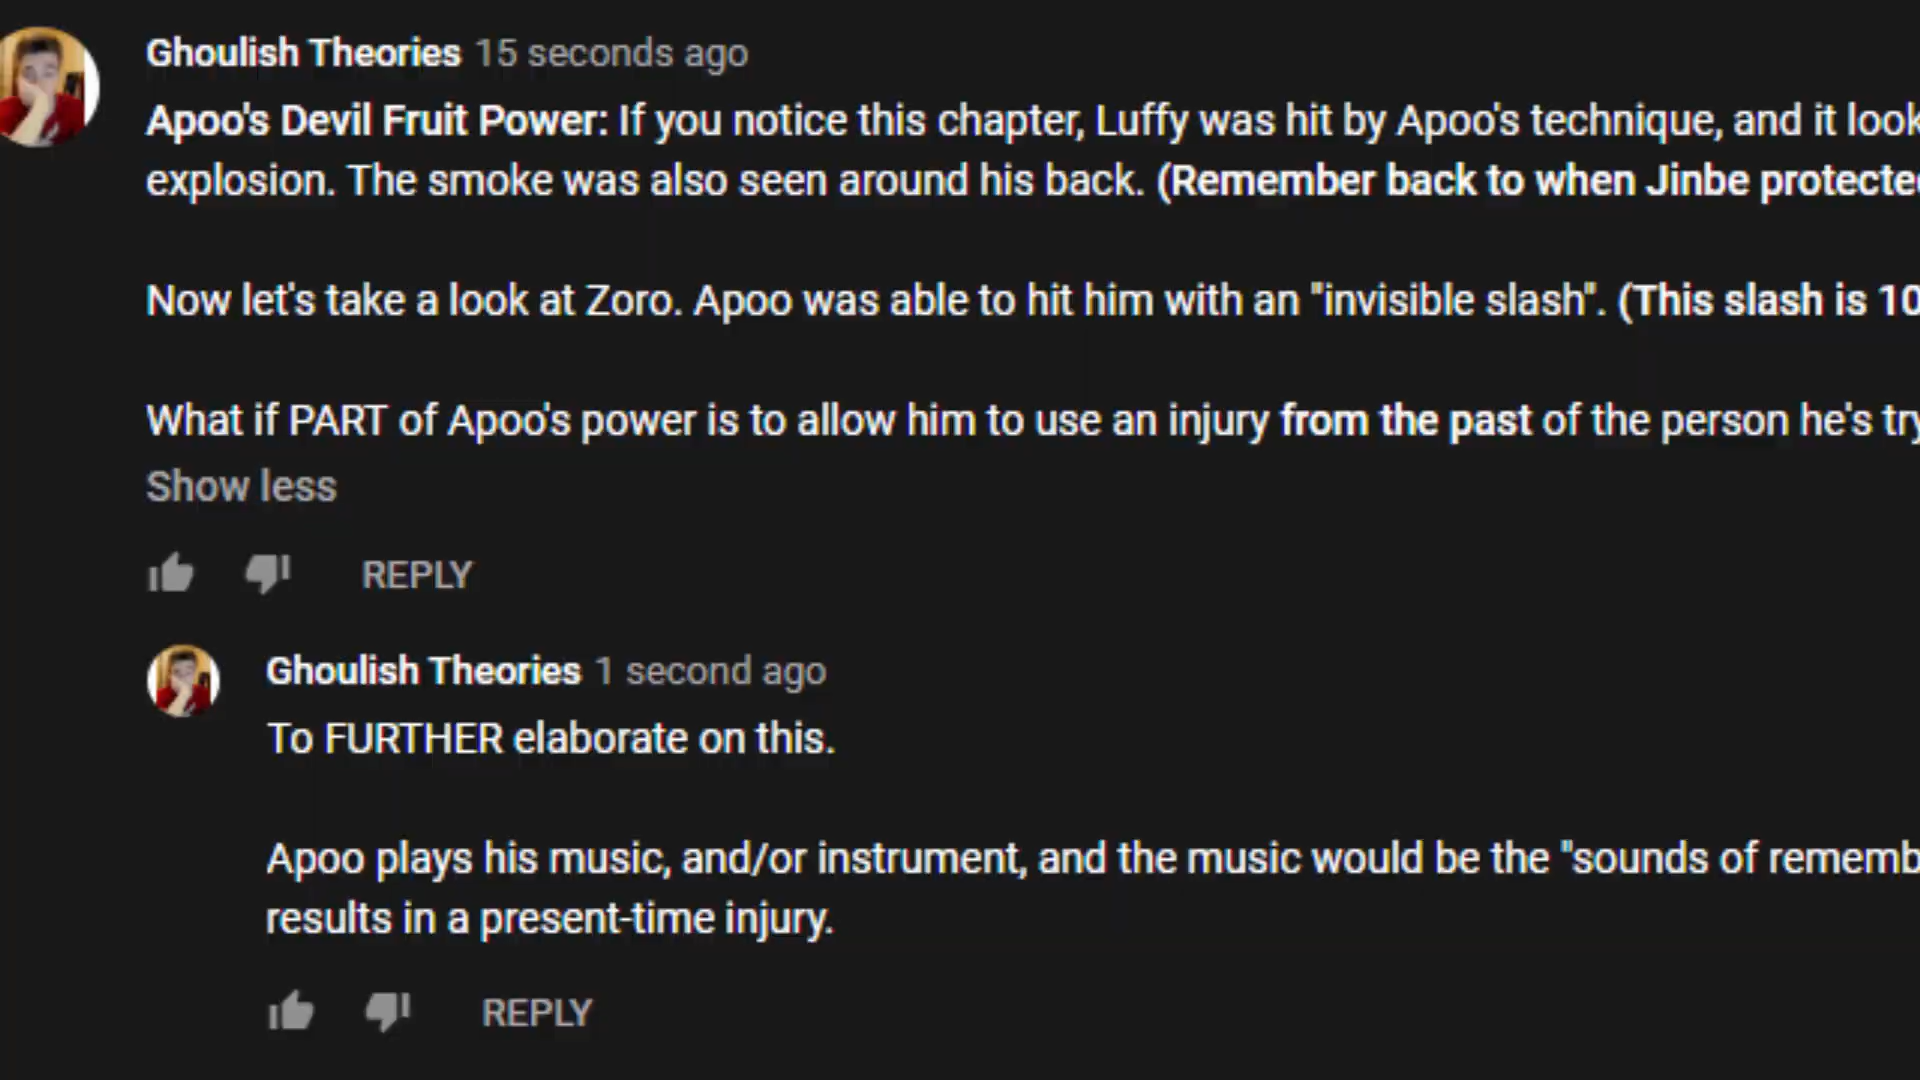 Ghoulish Theories 15 seconds ago
Apoo's Devil Fruit Power: If you notice this chapter, Luffy was hit by Apoo's technique, and it look
explosion. The smoke was also seen around his back. (Remember back to when Jinbe protected
Now let's take a look at Zoro. Apoo was able to hit him with an "invisible slash". (This slash is 10
What if PART of Apoo's power is to allow him to use an injury from the past of the person he's try
Show less
REPLY
Ghoulish Theories 1 second ago
To FURTHER elaborate on this.
Apoo plays his music, and/or instrument, and the music would be the "sounds of rememb
results in a present-time injury.
REPLY